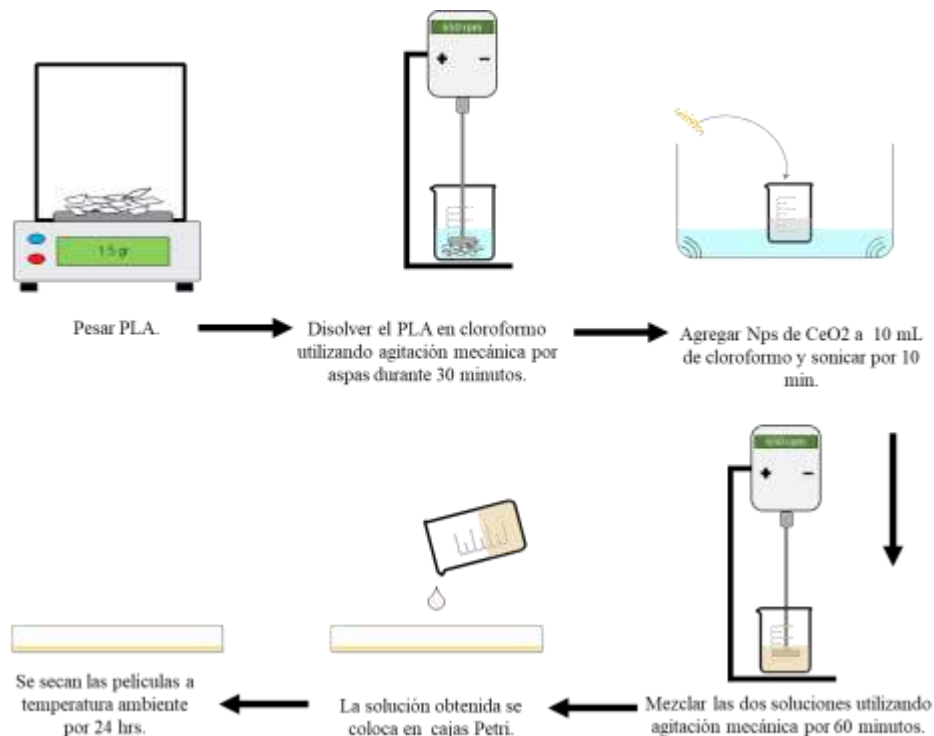 1.5 gr
Pesar PLA.
Disolver el PLA en cloroformo
utilizando agitación mecánica por
aspas durante 30 minutos.
Agregar Nps de CeO2 a 10 mL
de cloroformo y sonicar por 10
min.
Mezclar las dos soluciones utilizando
agitación mecánica por 60 minutos.
La solución obtenida se
coloca en cajas Petri.
Se secan las películas a
temperatura ambiente
por 24 hrs.